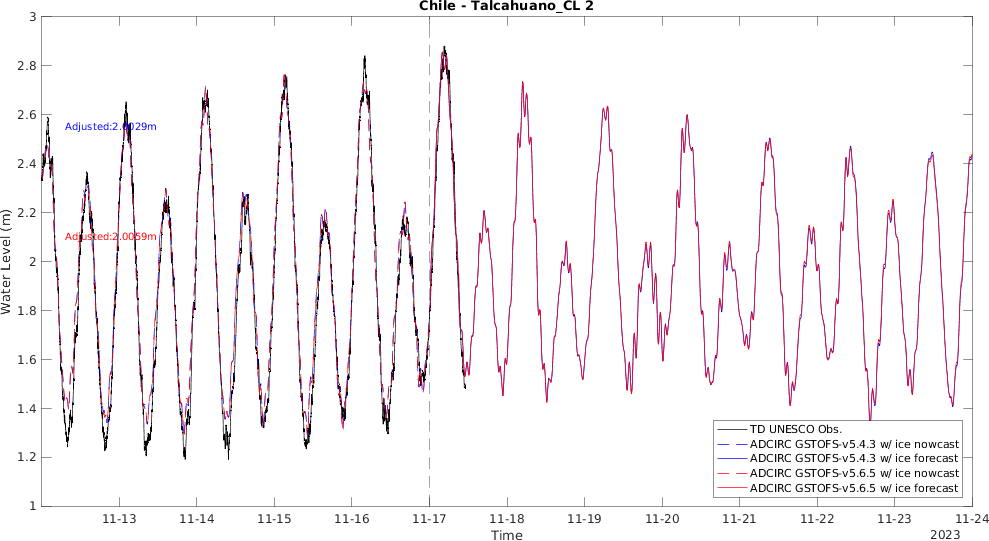 Chile - Talcahuano_CL 2
3
2.8
2.6
2.4
2.2
2
1.8
1.6
1.4
1.2
1
Water Level (m)
Adjusted:2.0029m
Adjusted:2.0059m
TD UNESCO Obs.
ADCIRC GSTOFS-v5.4.3 w/ ice nowcast
ADCIRC GSTOFS-v5.4.3 w/ ice forecast
ADCIRC GSTOFS-v5.6.5 w/ ice nowcast
ADCIRC GSTOFS-v5.6.5 w/ ice forecast
11-13 11-14 11-15 11-16 11-17 11-18 11-19 11-20 11-21 11-22 11-23 11-24
Time
2023